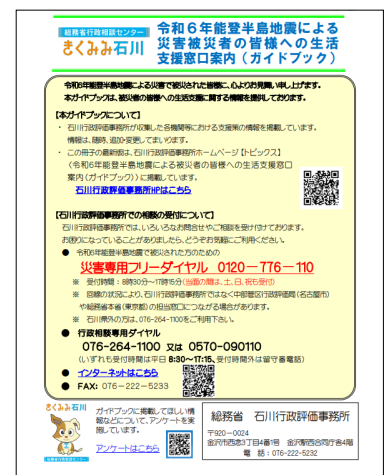 総務省行政相談センター
きくみみ石川
令和6年能登半島地震による
災害被災者の皆様への生活
支援窓口案内（ガイドブック）
令和6年能登半島地震による災害で被災された皆様に、心よりお見舞い申し上げます。
本ガイドブックは、被災者の皆様への生活支援に関する情報を提供しております。
【本ガイドブックについて】
・ 石川行政評価事務所が収集した各機関等における支援策の情報を掲載しています。
情報は、随時、追加・変更してまいります。
・ この冊子の最新版は、石川行政評価事務所ホームページ【トピックス】
（令和6年能登半島地震による被災者の皆様への生活支援窓口
案内（ガイドブック））に掲載しています。
石川行政評価事務所HPはこちら
【石川行政評価事務所での相談の受付について】
石川行政評価事務所では、いろいろなお問合せやご相談を受け付けております。
お困りになっていることがありましたら、どうぞお気軽にご利用ください。
● 令和6年能登半島地震で被災された方のための
災害専用フリーダイヤル 0120－776－110
※ 受付時間：8時30分～17時15分（当面の間は、土、日、祝も受付）
※ 回線の状況により、石川行政評価事務所ではなく中部管区行政評価局（名古屋市）
や総務省本省（東京都）の担当窓口につながる場合があります。
※ 石川県外の方は、076-264-1100をご利用下さい。
● 行政相談専用ダイヤル
076-264-1100 又は 0570-090110
（いずれも受付時間は平日 8:30～17:15、受付時間外は留守番電話）
● インターネットはこちら
● FAX: 076－222－5233
きくみみ石川
ガイドブックに掲載してほしい情
報などについて、アンケートを実
施しています。
アンケートはこちら
総務省 石川行政評価事務所
〒920－0024
金沢市西念3丁目4番1号 金沢駅西合同庁舎4階
電 話：076-222-5232